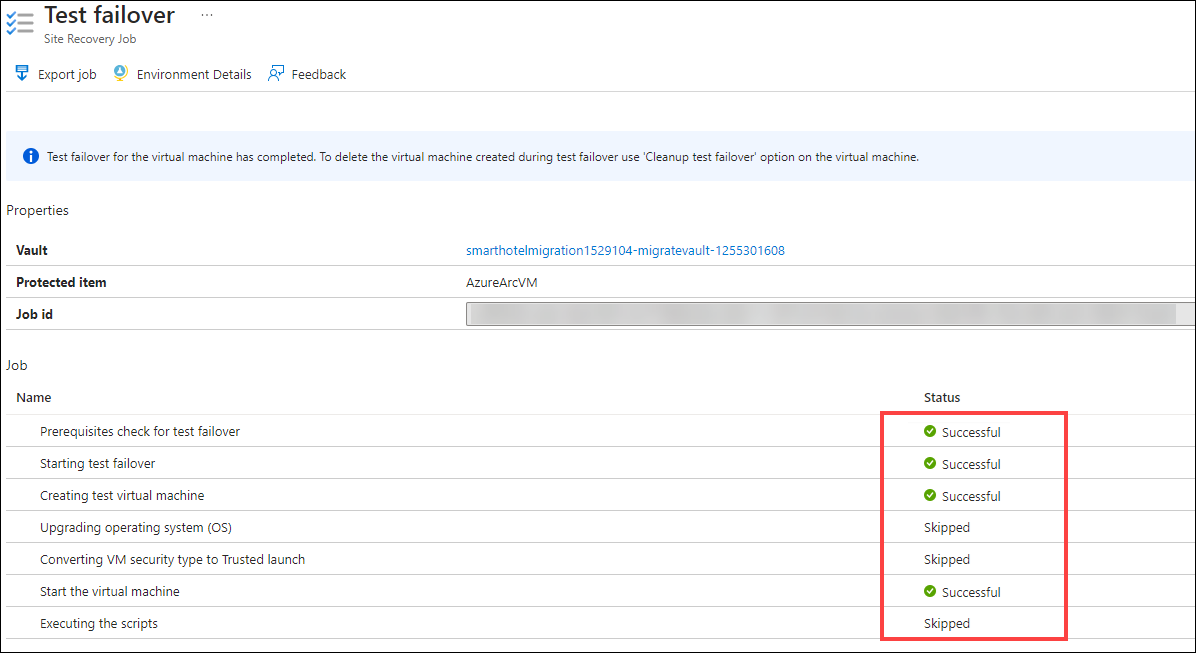 Test failover ...
Site Recovery Job
Export job Environment Details Feedback
Test failover for the virtual machine has completed. To delete the virtual machine created during test failover use 'Cleanup test failover' option on the virtual machine.
Properties
Vault smarthotelmigration1529104-migratevault-1255301608
Protected item AzureArcVM
Job id
Job
Name Status
Prerequisites check for test failover Successful
Starting test failover Successful
Creating test virtual machine Successful
Upgrading operating system (OS) Skipped
Converting VM security type to Trusted launch Skipped
Start the virtual machine Successful
Executing the scripts Skipped